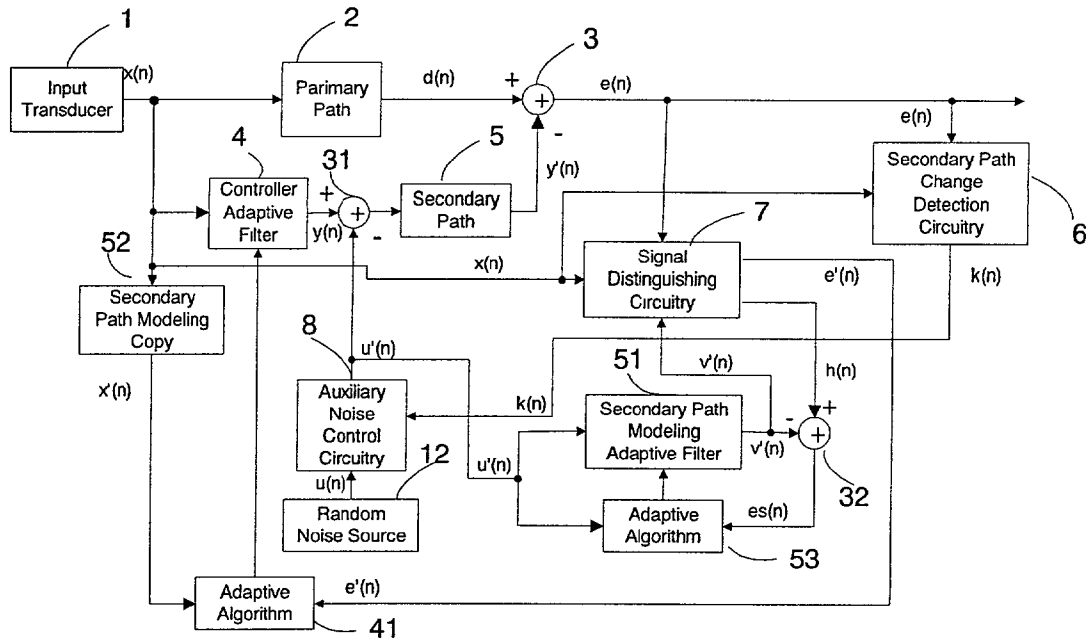 1
2
3
x(n)
Input
Transducer
Parimary
Path
d(n)
+
+
-
e(n)
e(n)
4
31
5
y'(n)
Controller
Adaptive
Filter
+
y(n)
+
-
Secondary
Path
7
Secondary Path
Change
Detection
Circuitry
6
52
x(n)
Signal
Distinguishing
Circuitry
e'(n)
k(n)
Secondary
Path Modeling
Copy
8
u'(n)
v'(n)
h(n)
x'(n)
51
k(n)
Auxiliary
Noise
Control
Circuitry
Secondary Path
Modeling
Adaptive Filter
-
+
+
v'(n)
32
12
u'(n)
u(n)
Random
Noise Source
Adaptive
Algorithm
es(n)
53
Adaptive
Algorithm
e'(n)
41